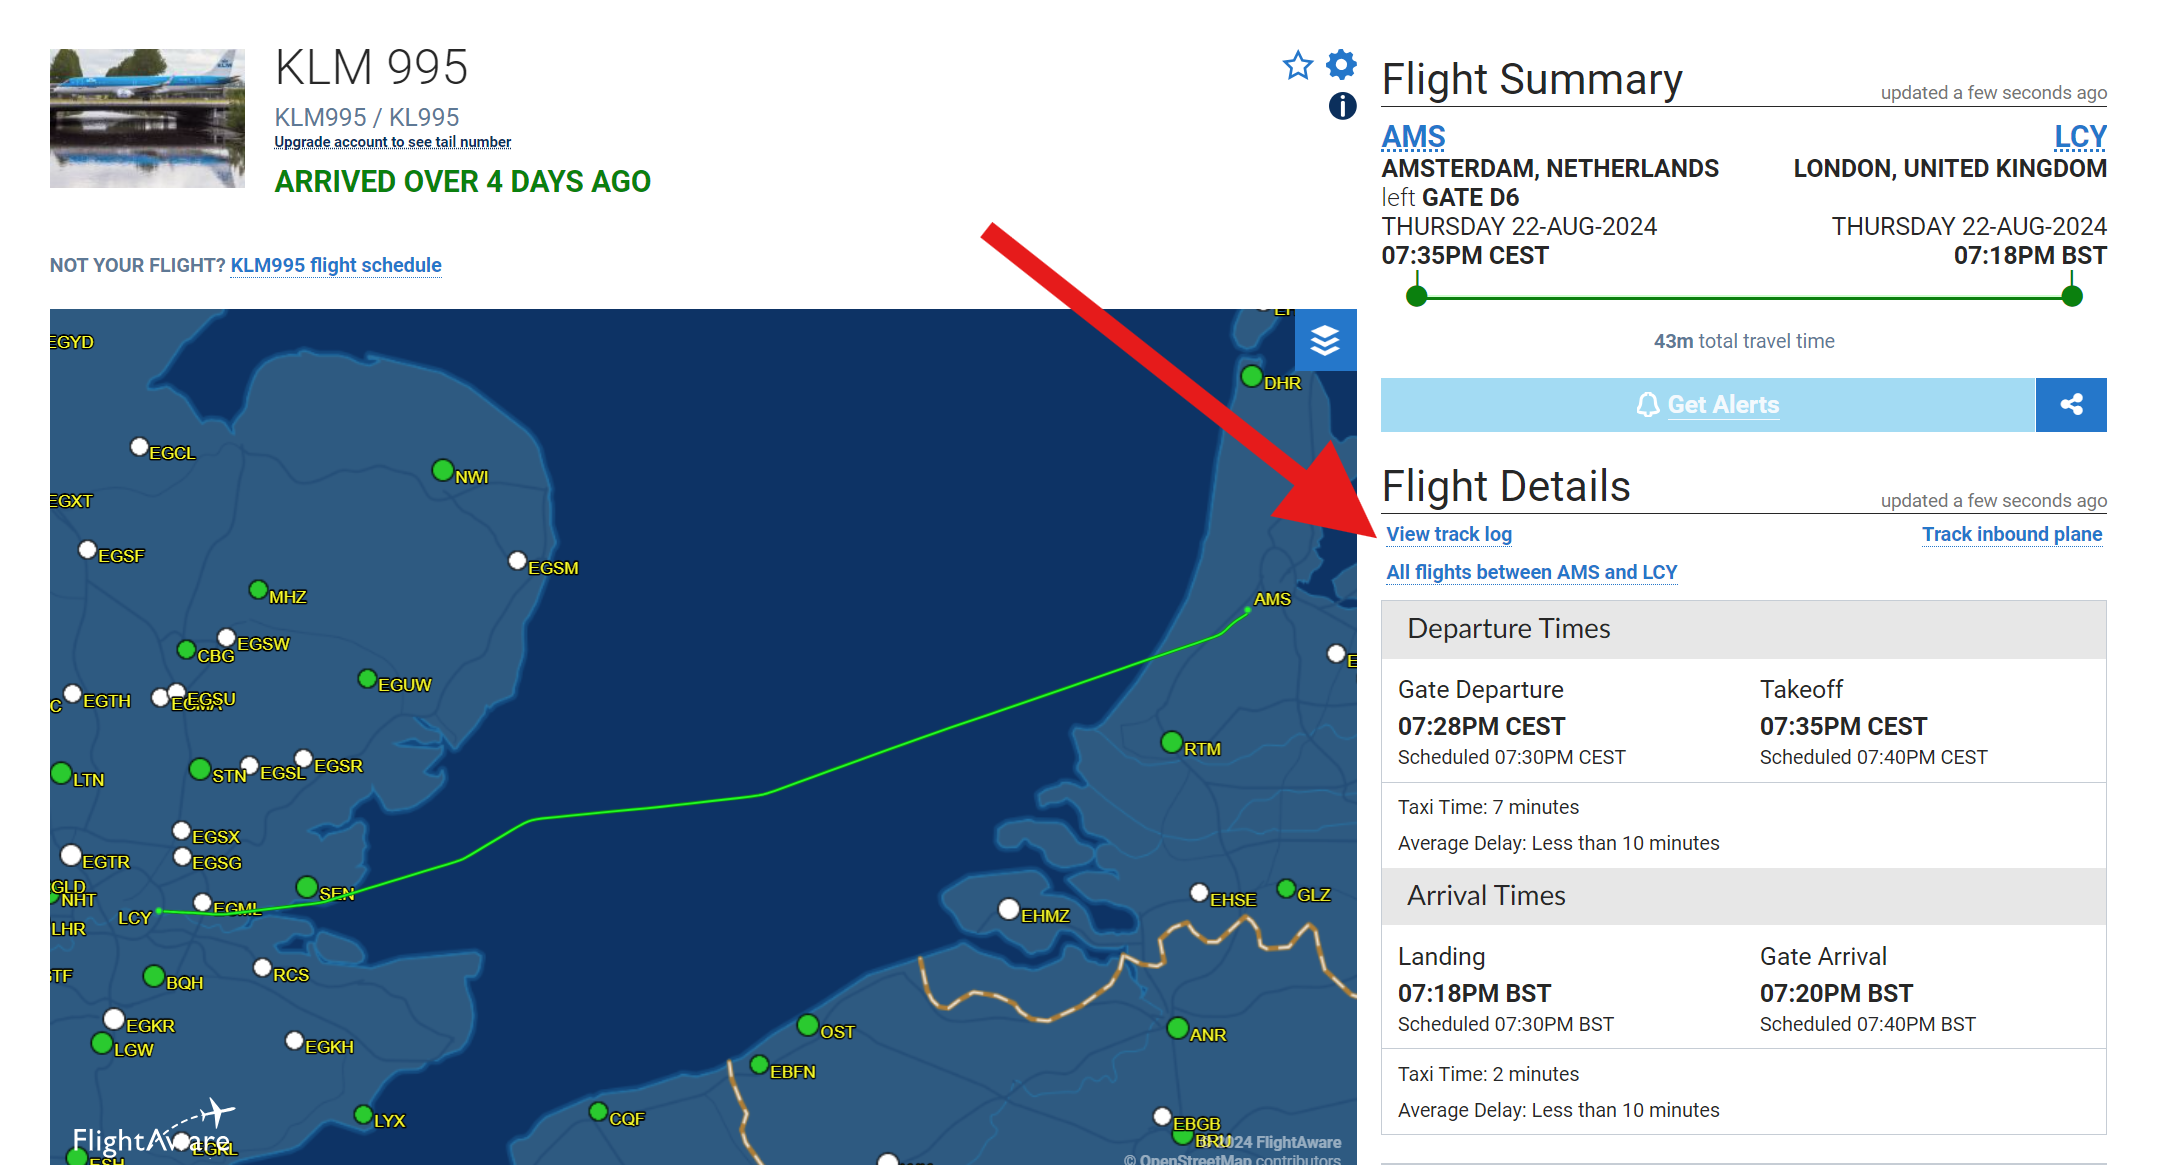 KLM 995
KLM995 / KL995
Upgrade account to see tail number
ARRIVED OVER 4 DAYS AGO
NOT YOUR FLIGHT? KLM995 flight schedule
Flight Summary
updated a few seconds ago
AMS
LCY
AMSTERDAM, NETHERLANDS
LONDON, UNITED KINGDOM
left GATE D6
THURSDAY 22-AUG-2024
THURSDAY 22-AUG-2024
07:35PM CEST
07:18PM BST
43m total travel time
Get Alerts
Flight Details
updated a few seconds ago
View track log
Track inbound plane
All flights between AMS and LCY
Departure Times
Gate Departure
Takeoff
07:28PM CEST
07:35PM CEST
Scheduled 07:30PM CEST
Scheduled 07:40PM CEST
Taxi Time: 7 minutes
Average Delay: Less than 10 minutes
Arrival Times
Landing
Gate Arrival
07:18PM BST
07:20PM BST
Scheduled 07:30PM BST
Scheduled 07:40PM BST
Taxi Time: 2 minutes
Average Delay: Less than 10 minutes
EGYD
DHR
EGCL
NWI
EGXT
EGSF
EGSM
MHZ
AMS
EGSW
CBG
EGUW
EGTH
EGSU
C
RTM
EGSR
EGSL
STN
LTN
EGSX
EGTR
EGSG
GLD
NHT
SEN
EGML
LCY
LHR
EHSE
GLZ
EHMZ
TF
BQH
RCS
EGKR
LGW
EGKH
OST
ANR
EBFN
LYX
CQF
EBGB
BRU
FlightAware
EGKL
2024 FlightAware
© OpenStreetMap contributors